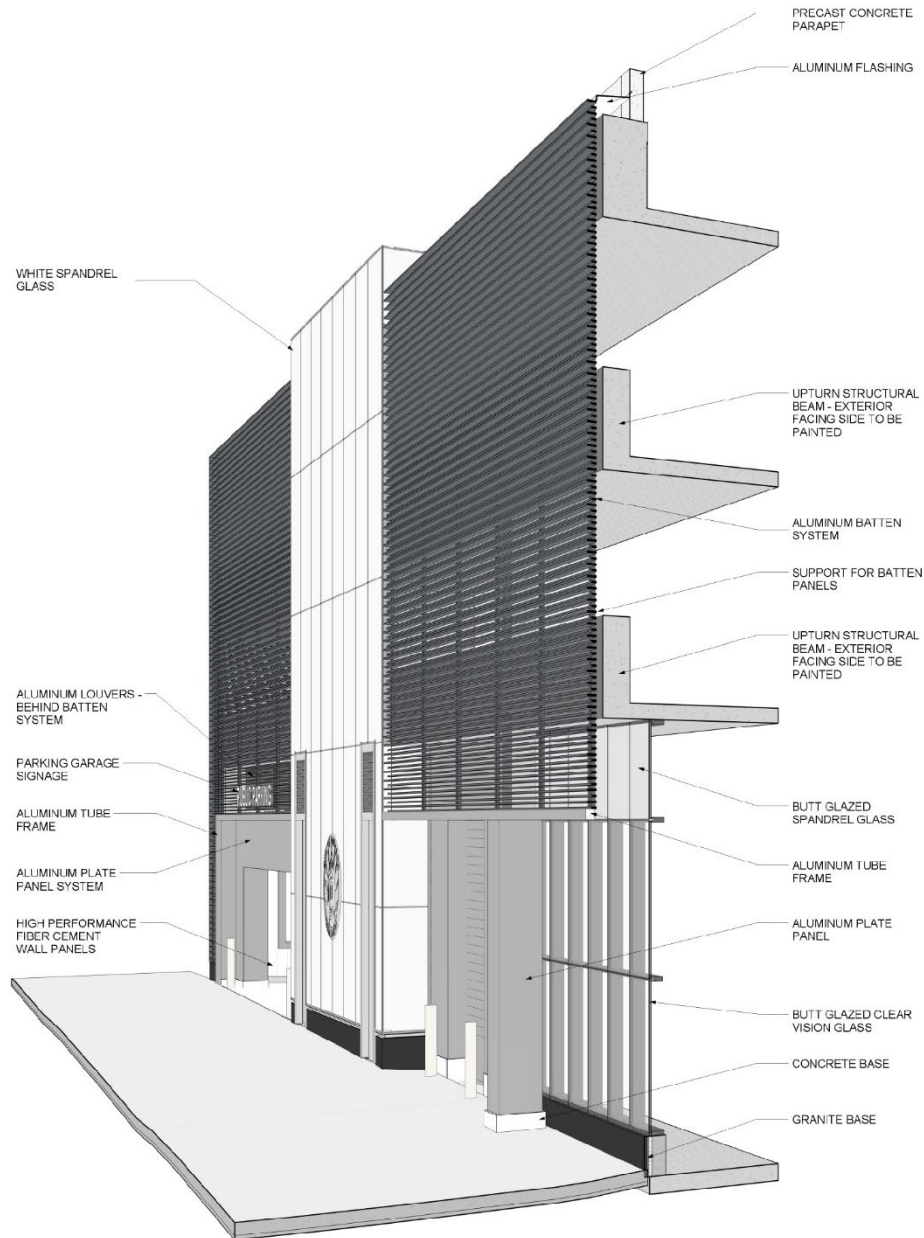 PRECAST CONCRETE
PARAPET
ALUMINUM FLASHING
WHITE SPANDREL
GLASS
UPTURN STRUCTURAL
BEAM - EXTERIOR
FACING SIDE TO BE
PAINTED
ALUMINUM BATTEN
SYSTEM
SUPPORT FOR BATTEN
PANELS
UPTURN STRUCTURAL
BEAM - EXTERIOR
FACING SIDE TO BE
PAINTED
ALUMINUM LOUVERS -
BEHIND BATTEN
SYSTEM
PARKING GARAGE
SIGNAGE
ALUMINUM TUBE
FRAME
ALUMINUM PLATE
PANEL SYSTEM
HIGH PERFORMANCE
FIBER CEMENT
WALL PANELS
BUTT GLAZED
SPANDREL GLASS
ALUMINUM TUBE
FRAME
ALUMINUM PLATE
PANEL
BUTT GLAZED CLEAR
VISION GLASS
CONCRETE BASE
GRANITE BASE
PARKING